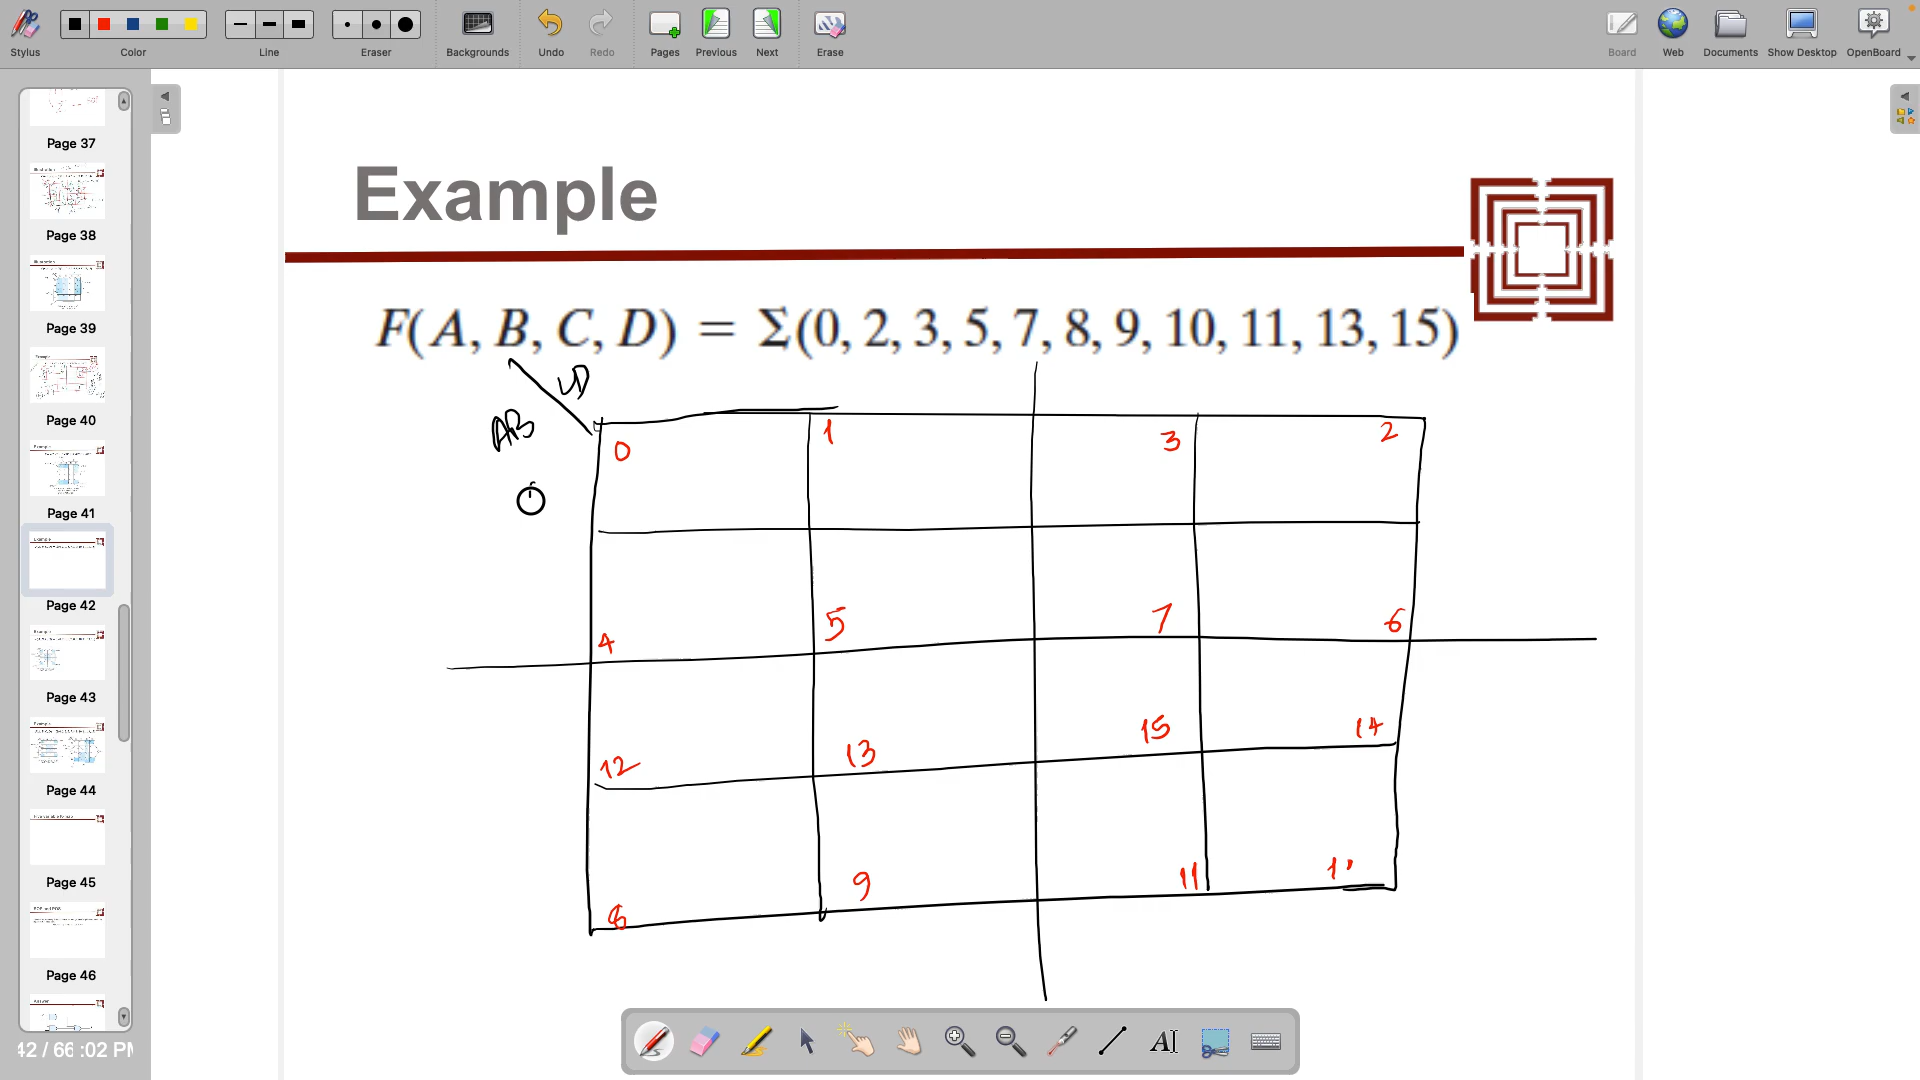 Stylus Color Line Eraser Backgrounds Undo Redo Pages Previous Next Erase Board Web Documents Show Desktop OpenBoard
Page 37
Page 38
Page 39
Page 40
Page 41
Page 42
Page 43
Page 44
Page 45
Page 46
42 / 66 :02 PM
Example
F(A, B, C, D) = Σ(0, 2, 3, 5, 7, 8, 9, 10, 11, 13, 15)
CD
AB
0 1 3 2
4 5 7 6
12 13 15 14
8 9 11